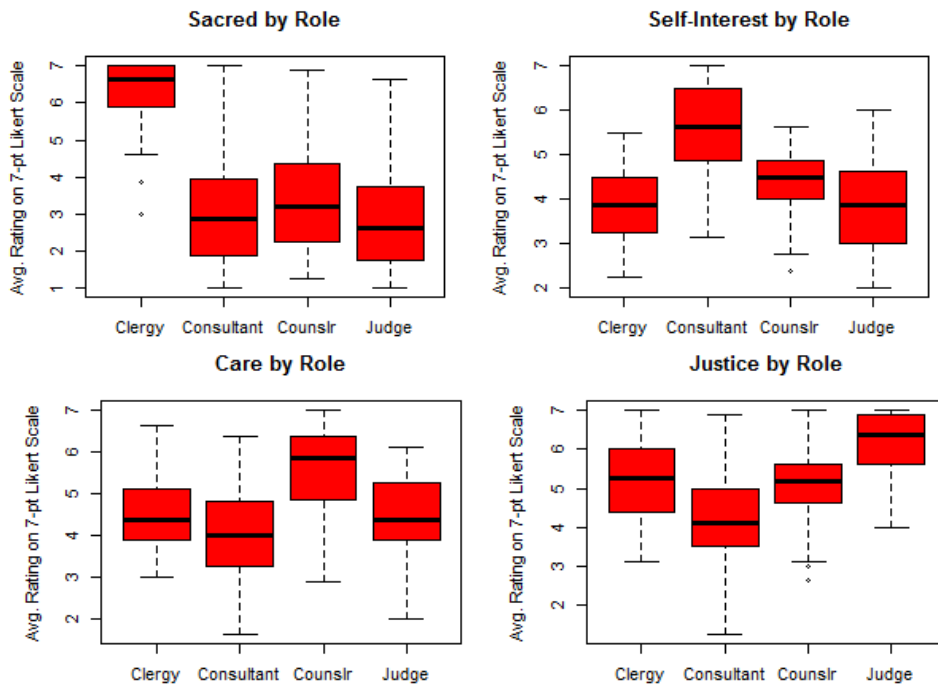 Sacred by Role
Avg. Rating on 7-pt Likert Scale
7
6
5
4
3
2
1
Clergy Consultant Counslr Judge
Self-Interest by Role
Avg. Rating on 7-pt Likert Scale
7
6
5
4
3
2
Clergy Consultant Counslr Judge
Care by Role
Avg. Rating on 7-pt Likert Scale
7
6
5
4
3
2
Clergy Consultant Counslr Judge
Justice by Role
Avg. Rating on 7-pt Likert Scale
7
6
5
4
3
2
Clergy Consultant Counslr Judge